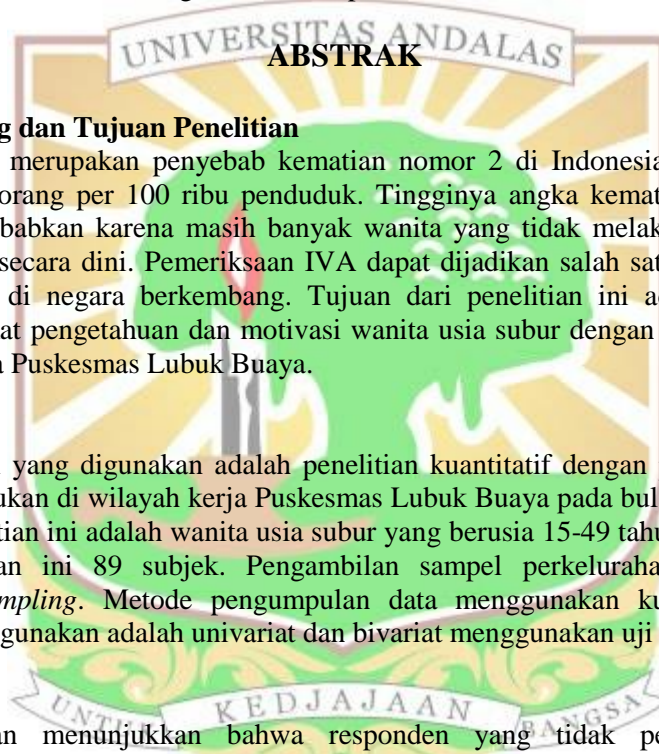 UNIVERSITAS ANDALAS
ABSTRAK
g dan Tujuan Penelitian
merupakan penyebab kematian nomor 2 di Indonesia
orang per 100 ribu penduduk. Tingginya angka kemat
babkan karena masih banyak wanita yang tidak melak
secara dini. Pemeriksaan IVA dapat dijadikan salah sat
di negara berkembang. Tujuan dari penelitian ini a
at pengetahuan dan motivasi wanita usia subur dengan
a Puskesmas Lubuk Buaya.
yang digunakan adalah penelitian kuantitatif dengan
ukan di wilayah kerja Puskesmas Lubuk Buaya pada bul
tian ini adalah wanita usia subur yang berusia 15-49 tahu
an ini 89 subjek. Pengambilan sampel perkeluraha
mpling. Metode pengumpulan data menggunakan ku
gunakan adalah univariat dan bivariat menggunakan uji
an menunjukkan bahwa responden yang tidak pe
UNTUK KEDJAJAAN BANGSA